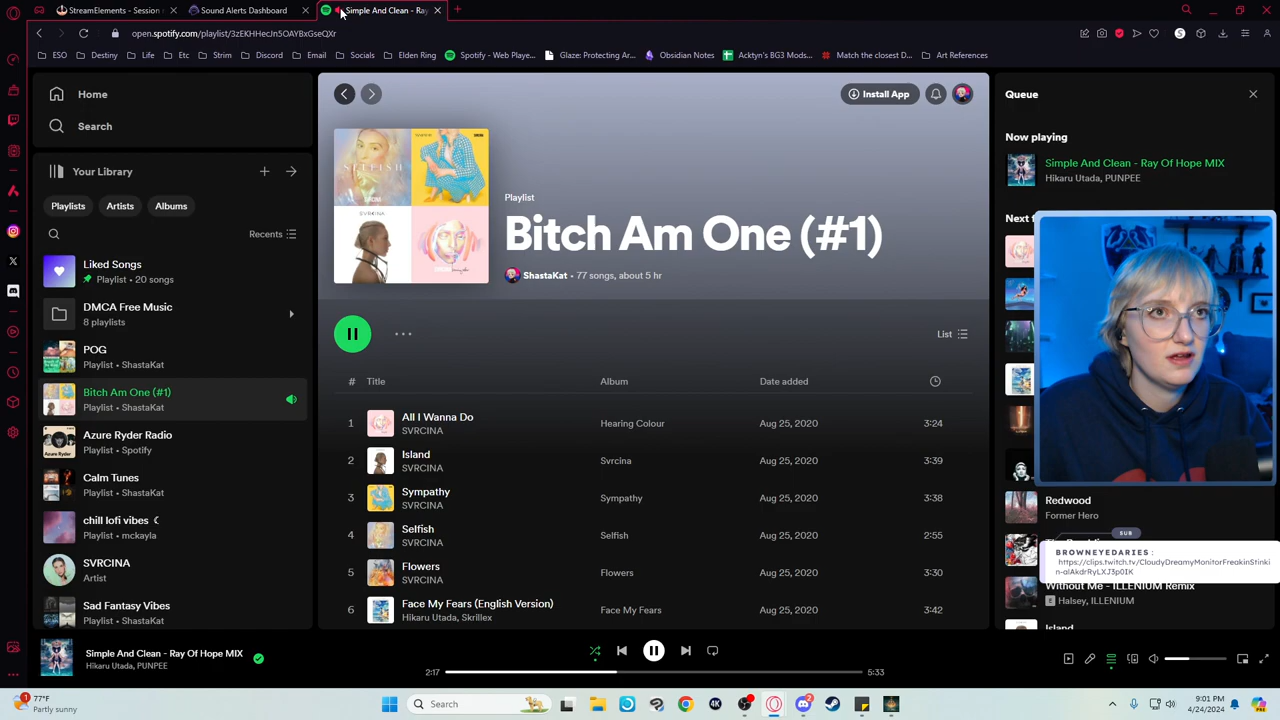 StreamElements - Session
Sound Alerts Dashboard
Simple And Clean - Ray
open.spotify.com/playlist/3zEKHHecJn5OAYBxGseQXr
ESO
Destiny
Life
Etc
Strim
Discord
Email
Socials
Elden Ring
Spotify - Web Playe...
Glaze: Protecting Ar...
Obsidian Notes
Acktyn's BG3 Mods...
Match the closest D...
Art References
Home
Search
Your Library
Playlists
Artists
Albums
Recents
Liked Songs
Playlist • 20 songs
DMCA Free Music
8 playlists
POG
Playlist • ShastaKat
Bitch Am One (#1)
Playlist • ShastaKat
Azure Ryder Radio
Playlist • Spotify
Calm Tunes
Playlist • ShastaKat
chill lofi vibes ☾
Playlist • mckayla
SVRCINA
Artist
Sad Fantasy Vibes
Playlist • ShastaKat
Install App
SELFISH
Playlist
Bitch Am One (#1)
ShastaKat • 77 songs, about 5 hr
List
# Title Album Date added
1 All I Wanna Do Hearing Colour Aug 25, 2020 3:24
SVRCINA
2 Island Svrcina Aug 25, 2020 3:39
SVRCINA
3 Sympathy Sympathy Aug 25, 2020 3:38
SVRCINA
4 Selfish Selfish Aug 25, 2020 2:55
SVRCINA
5 Flowers Flowers Aug 25, 2020 3:30
SVRCINA
6 Face My Fears (English Version) Face My Fears Aug 25, 2020 3:42
Hikaru Utada, Skrillex
Queue
Now playing
Simple And Clean - Ray Of Hope MIX
Hikaru Utada, PUNPEE
Next f
Redwood
Former Hero
SUB
BROWNEYEDARIES:
https://clips.twitch.tv/CloudyDreamyMonitorFreakinStinki
n-alAkdrRyLXJ3p0IK
Without Me - ILLENIUM Remix
E Halsey, ILLENIUM
Island
Simple And Clean - Ray Of Hope MIX
Hikaru Utada, PUNPEE
2:17
5:33
1
77°F
Partly sunny
Search
4K
2
9:01 PM
4/24/2024